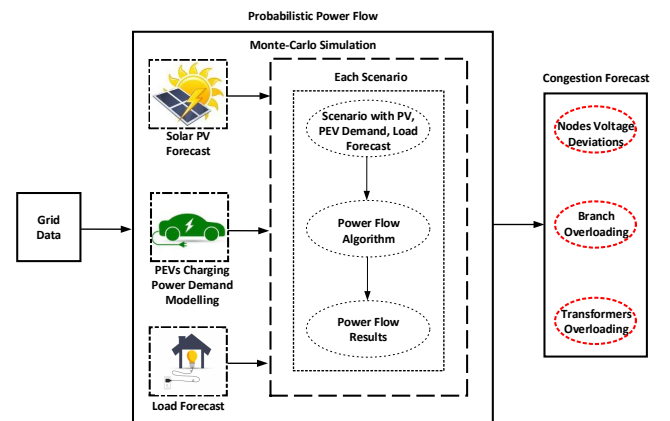 Probabilistic Power Flow
Monte-Carlo Simulation
Each Scenario
Congestion Forecast
Scenario with PV,
PEV Demand, Load
Forecast
Nodes Voltage
Deviations
Solar PV
Forecast
Grid
Data
Power Flow
Algorithm
Branch
Overloading
PEVs Charging
Power Demand
Modelling
Power Flow
Results
Transformers
Overloading
Load Forecast